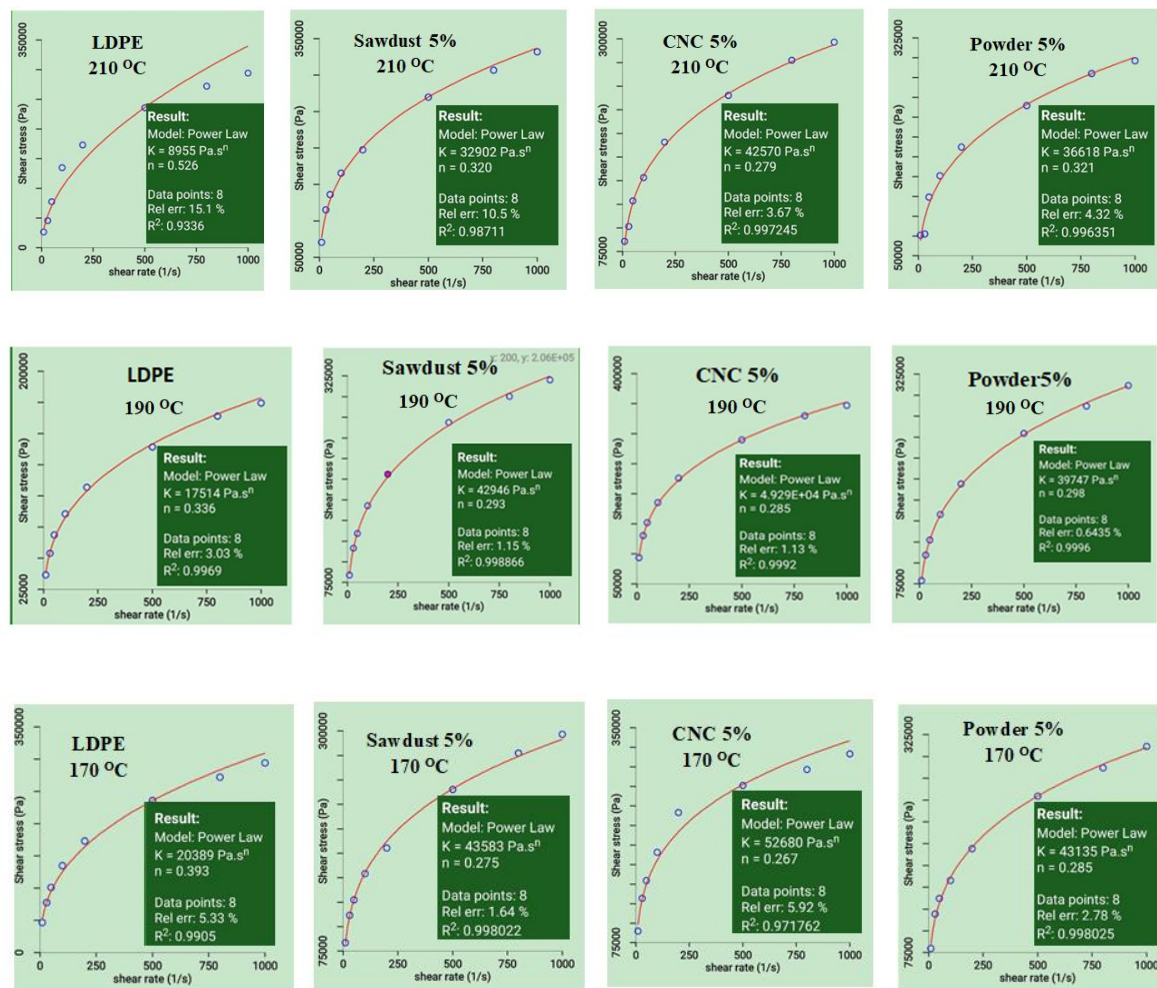 LDPE
210 ᴼC
350000
Shear stress (Pa)
0
Result:
Model: Power Law
K = 8955 Pa.sⁿ
n = 0.526
Data points: 8
Rel err: 15.1 %
R²: 0.9336
0 250 500 750 1000
shear rate (1/s)
Sawdust 5%
210 ᴼC
350000
Shear stress (Pa)
50000
Result:
Model: Power Law
K = 32902 Pa.sⁿ
n = 0.320
Data points: 8
Rel err: 10.5 %
R²: 0.98711
0 250 500 750 1000
shear rate (1/s)
CNC 5%
210 ᴼC
300000
Shear stress (Pa)
75000
Result:
Model: Power Law
K = 42570 Pa.sⁿ
n = 0.279
Data points: 8
Rel err: 3.67 %
R²: 0.997245
0 250 500 750 1000
shear rate (1/s)
Powder 5%
210 ᴼC
325000
Shear stress (Pa)
50000
Result:
Model: Power Law
K = 36618 Pa.sⁿ
n = 0.321
Data points: 8
Rel err: 4.32 %
R²: 0.996351
0 250 500 750 1000
shear rate (1/s)
LDPE
190 ᴼC
200000
Shear stress (Pa)
25000
Result:
Model: Power Law
K = 17514 Pa.sⁿ
n = 0.336
Data points: 8
Rel err: 3.03 %
R²: 0.9969
0 250 500 750 1000
shear rate (1/s)
y: 200, y: 2.06E+05
Sawdust 5%
190 ᴼC
325000
Shear stress (Pa)
75000
Result:
Model: Power Law
K = 42946 Pa.sⁿ
n = 0.293
Data points: 8
Rel err: 1.15 %
R²: 0.998866
0 250 500 750 1000
shear rate (1/s)
CNC 5%
190 ᴼC
400000
Shear stress (Pa)
50000
Result:
Model: Power Law
K = 4.929E+04 Pa.sⁿ
n = 0.285
Data points: 8
Rel err: 1.13 %
R²: 0.9992
0 250 500 750 1000
shear rate (1/s)
Powder5%
190 ᴼC
325000
Shear stress (Pa)
75000
Result:
Model: Power Law
K = 39747 Pa.sⁿ
n = 0.298
Data points: 8
Rel err: 0.6435 %
R²: 0.9996
0 250 500 750 1000
shear rate (1/s)
LDPE
170 ᴼC
350000
Shear stress (Pa)
0
Result:
Model: Power Law
K = 20389 Pa.sⁿ
n = 0.393
Data points: 8
Rel err: 5.33 %
R²: 0.9905
0 250 500 750 1000
shear rate (1/s)
Sawdust 5%
170 ᴼC
300000
Shear stress (Pa)
75000
Result:
Model: Power Law
K = 43583 Pa.sⁿ
n = 0.275
Data points: 8
Rel err: 1.64 %
R²: 0.998022
0 250 500 750 1000
shear rate (1/s)
CNC 5%
170 ᴼC
350000
Shear stress (Pa)
75000
Result:
Model: Power Law
K = 52680 Pa.sⁿ
n = 0.267
Data points: 8
Rel err: 5.92 %
R²: 0.971762
0 250 500 750 1000
shear rate (1/s)
Powder 5%
170 ᴼC
325000
Shear stress (Pa)
75000
Result:
Model: Power Law
K = 43135 Pa.sⁿ
n = 0.285
Data points: 8
Rel err: 2.78 %
R²: 0.998025
0 250 500 750 1000
shear rate (1/s)